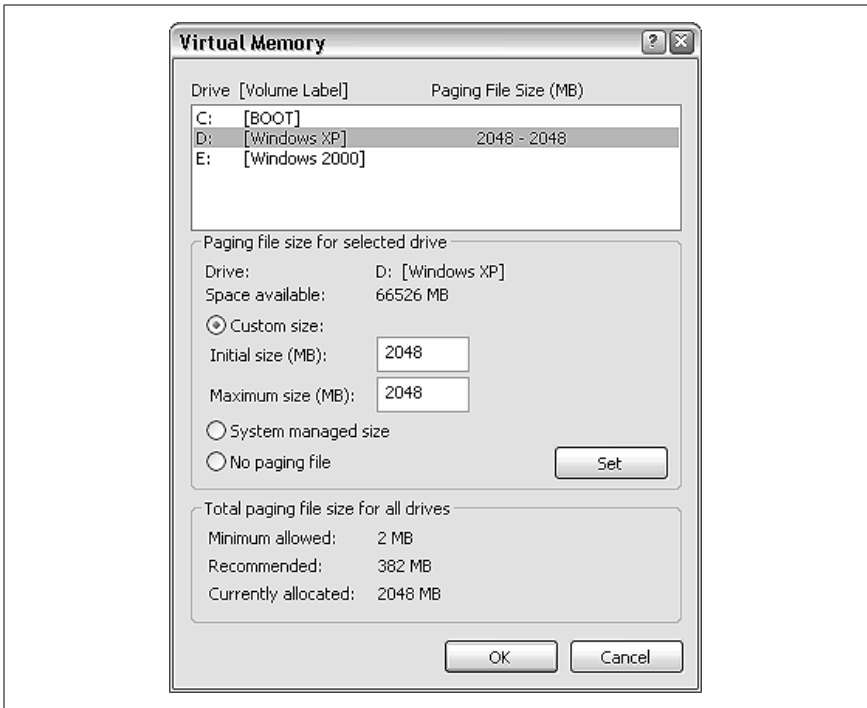 Virtual Memory
Drive [Volume Label] Paging File Size (MB)
C: [BOOT]
D: [Windows XP] 2048 - 2048
E: [Windows 2000]
Paging file size for selected drive
Drive: D: [Windows XP]
Space available: 66526 MB
Custom size:
Initial size (MB): 2048
Maximum size (MB): 2048
System managed size
No paging file
Set
Total paging file size for all drives
Minimum allowed: 2 MB
Recommended: 382 MB
Currently allocated: 2048 MB
OK Cancel